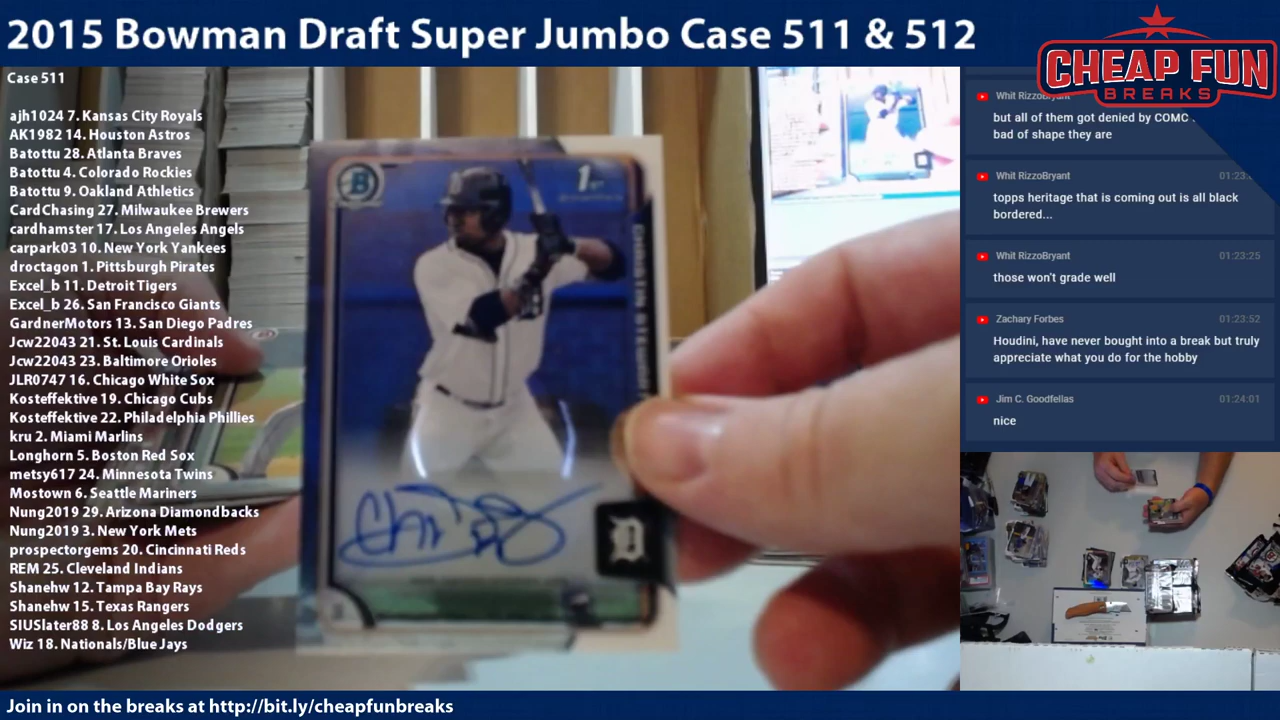 2015 Bowman Draft Super Jumbo Case 511 & 512
CHEAP FUN
BREAKS
Case 511
ajh1024 7. Kansas City Royals
AK1982 14. Houston Astros
Batottu 28. Atlanta Braves
Batottu 4. Colorado Rockies
Batottu 9. Oakland Athletics
CardChasing 27. Milwaukee Brewers
cardhamster 17. Los Angeles Angels
carpark03 10. New York Yankees
droctagon 1. Pittsburgh Pirates
Excel_b 11. Detroit Tigers
Excel_b 26. San Francisco Giants
GardnerMotors 13. San Diego Padres
Jcw22043 21. St. Louis Cardinals
Jcw22043 23. Baltimore Orioles
JLR0747 16. Chicago White Sox
Kosteffektive 19. Chicago Cubs
Kosteffektive 22. Philadelphia Phillies
kru 2. Miami Marlins
Longhorn 5. Boston Red Sox
metsy617 24. Minnesota Twins
Mostown 6. Seattle Mariners
Nung2019 29. Arizona Diamondbacks
Nung2019 3. New York Mets
prospectorgems 20. Cincinnati Reds
REM 25. Cleveland Indians
Shanehw 12. Tampa Bay Rays
Shanehw 15. Texas Rangers
SIUSlater88 8. Los Angeles Dodgers
Wiz 18. Nationals/Blue Jays
B
1st
D
Whit RizzoBryant
but all of them got denied by COMC
bad of shape they are
Whit RizzoBryant 01:23
topps heritage that is coming out is all black
bordered...
Whit RizzoBryant 01:23:25
those won't grade well
Zachary Forbes 01:23:52
Houdini, have never bought into a break but truly
appreciate what you do for the hobby
Jim C. Goodfellas 01:24:01
nice
Join in on the breaks at http://bit.ly/cheapfunbreaks